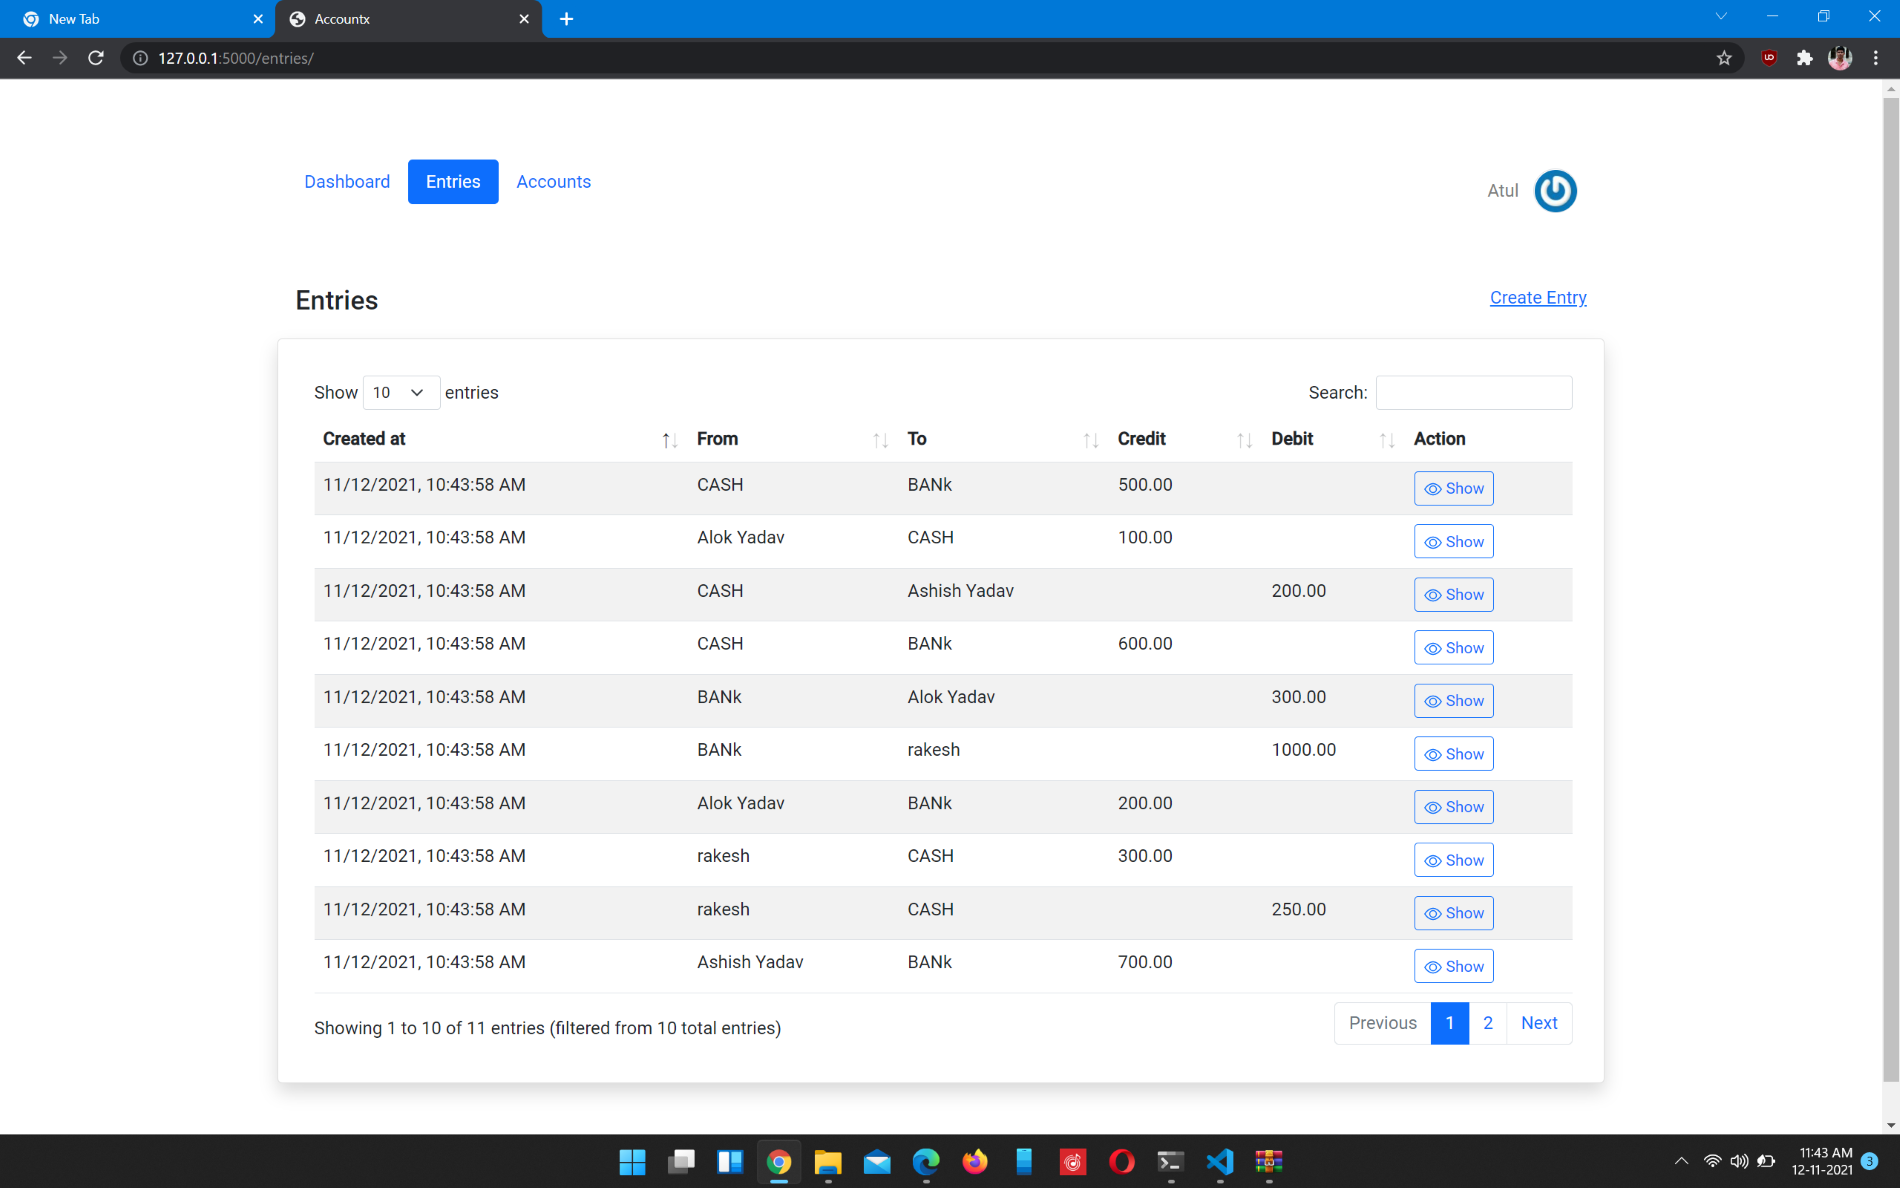 New Tab
Accountx
127.0.0.1:5000/entries/
Dashboard Entries Accounts
Atul
Entries
Create Entry
Show 10 entries
Search:
Created at From To Credit Debit Action
11/12/2021, 10:43:58 AM CASH BANk 500.00 Show
11/12/2021, 10:43:58 AM Alok Yadav CASH 100.00 Show
11/12/2021, 10:43:58 AM CASH Ashish Yadav 200.00 Show
11/12/2021, 10:43:58 AM CASH BANk 600.00 Show
11/12/2021, 10:43:58 AM BANk Alok Yadav 300.00 Show
11/12/2021, 10:43:58 AM BANk rakesh 1000.00 Show
11/12/2021, 10:43:58 AM Alok Yadav BANk 200.00 Show
11/12/2021, 10:43:58 AM rakesh CASH 300.00 Show
11/12/2021, 10:43:58 AM rakesh CASH 250.00 Show
11/12/2021, 10:43:58 AM Ashish Yadav BANk 700.00 Show
Showing 1 to 10 of 11 entries (filtered from 10 total entries)
Previous 1 2 Next
11:43 AM
12-11-2021
3